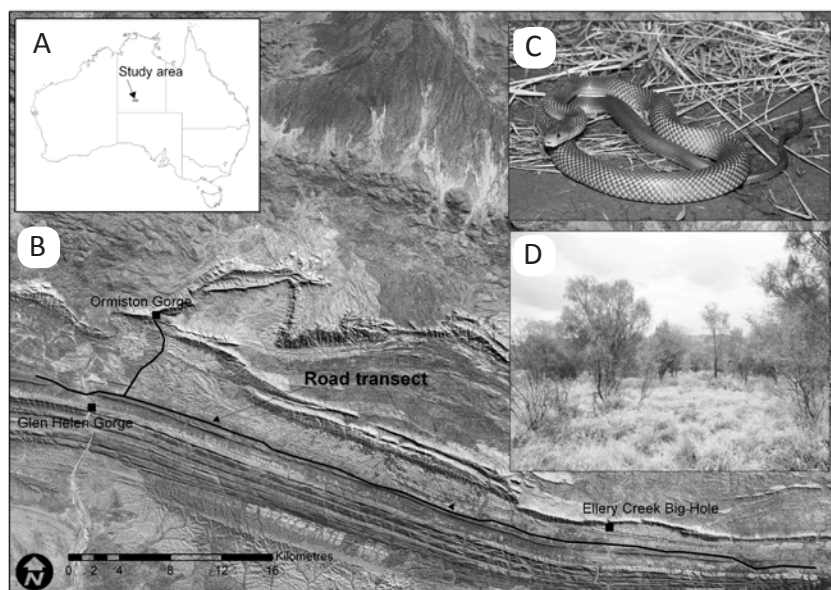 A
Study area
C
B
Ormiston Gorge
Road transect
Glen Helen Gorge
D
Ellery Creek Big Hole
Kilometres
0 2 4 8 12 16
N